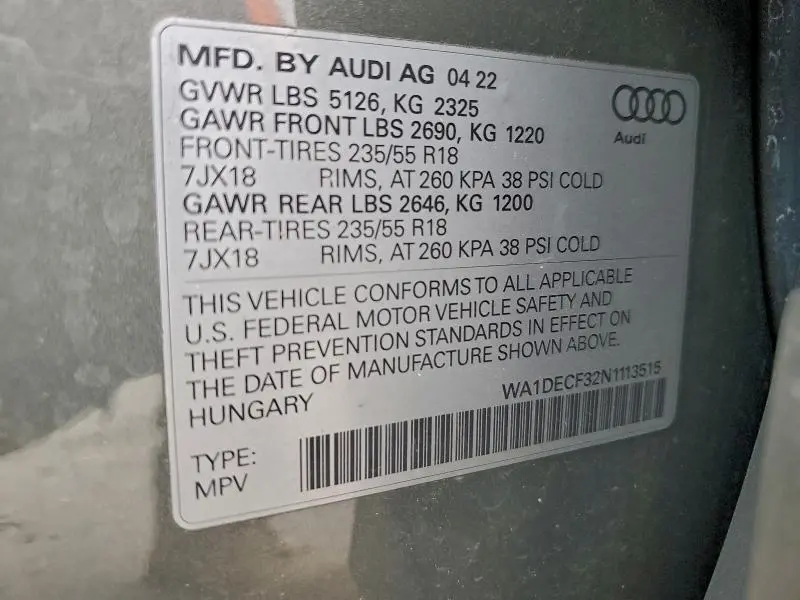 MFD. BY AUDI AG 04 22
GVWR LBS 5126, KG 2325
GAWR FRONT LBS 2690, KG 1220
FRONT-TIRES 235/55 R18
7JX18 RIMS, AT 260 KPA 38 PSI COLD
GAWR REAR LBS 2646, KG 1200
REAR-TIRES 235/55 R18
7JX18 RIMS, AT 260 KPA 38 PSI COLD
Audi
THIS VEHICLE CONFORMS TO ALL APPLICABLE
U.S. FEDERAL MOTOR VEHICLE SAFETY AND
THEFT PREVENTION STANDARDS IN EFFECT ON
THE DATE OF MANUFACTURE SHOWN ABOVE.
HUNGARY
WA1DECF32N1113515
TYPE:
MPV